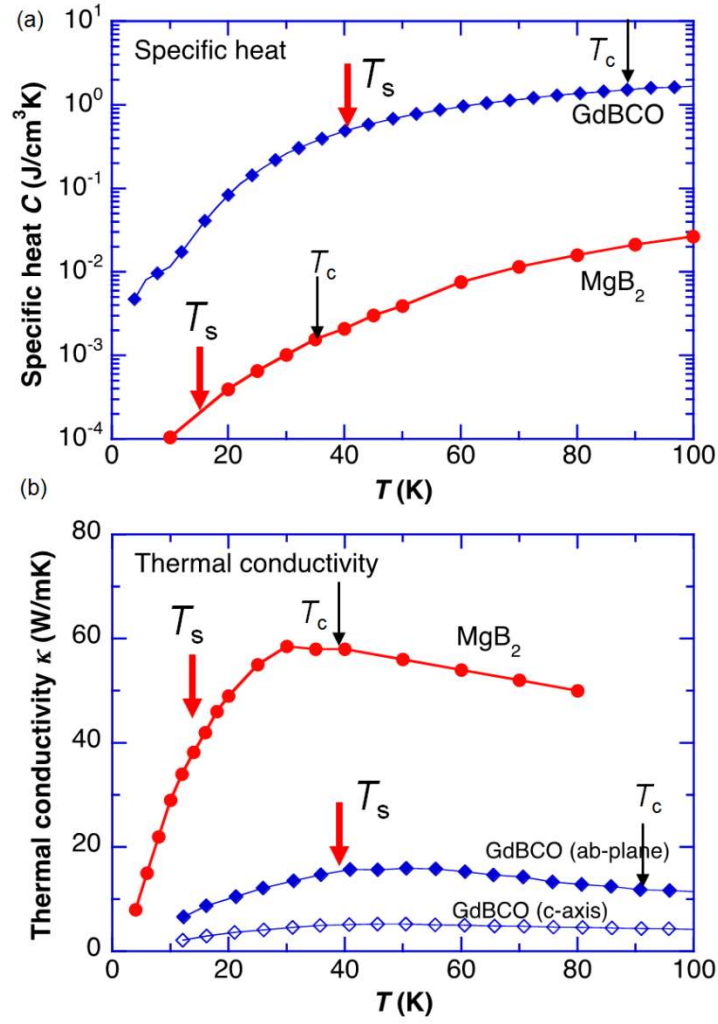 (a)
Specific heat
T_s
T_c
GdBCO
T_c
T_s
MgB₂
Specific heat C (J/cm³K)
10¹
10⁰
10⁻¹
10⁻²
10⁻³
10⁻⁴
0 20 40 60 80 100
T (K)
(b)
Thermal conductivity
T_s
T_c
MgB₂
T_s
T_c
GdBCO (ab-plane)
GdBCO (c-axis)
Thermal conductivity κ (W/mK)
80
60
40
20
0
0 20 40 60 80 100
T (K)